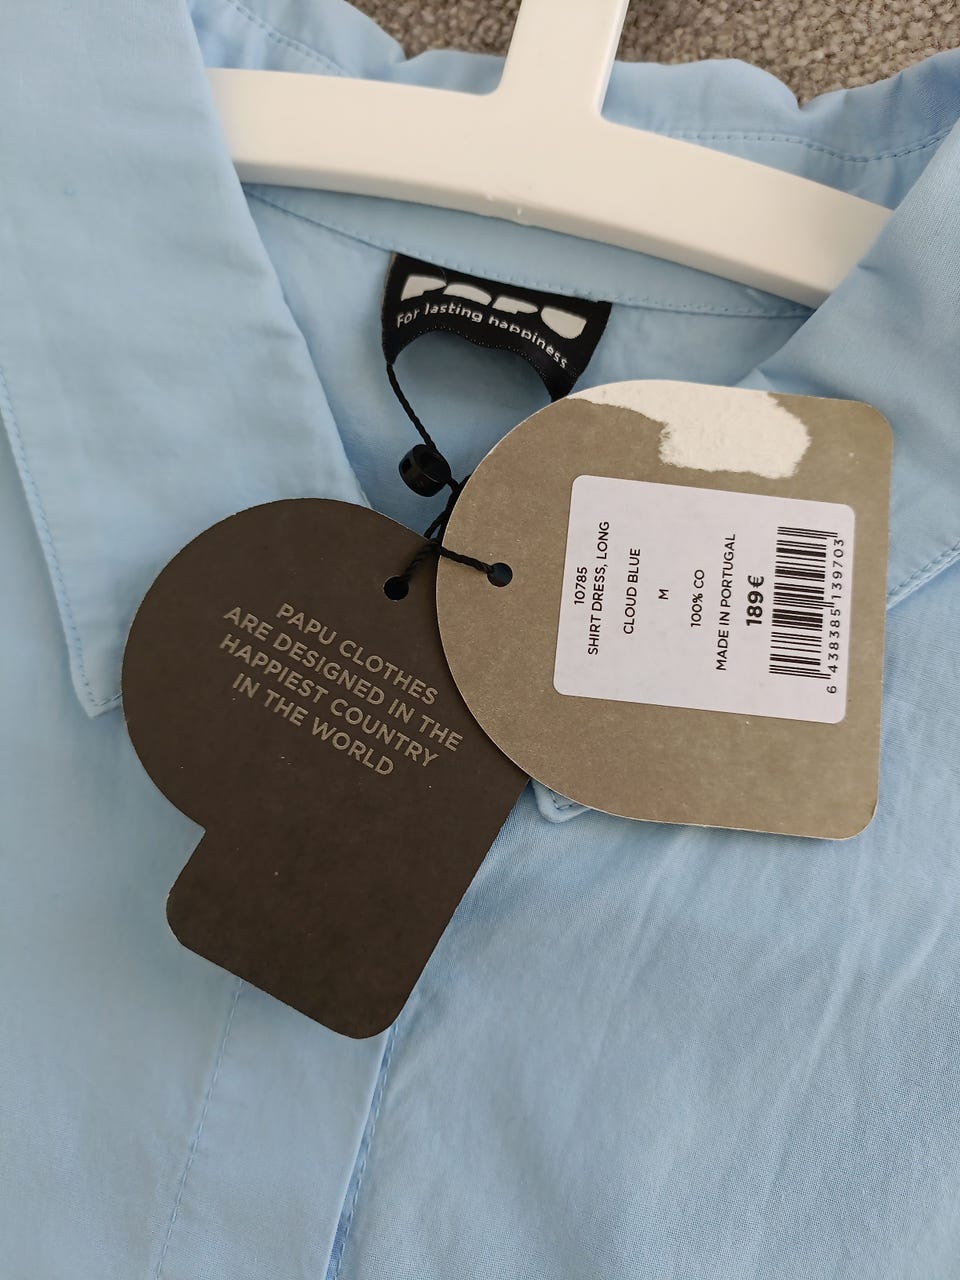 PAPU
For lasting happiness
PAPU CLOTHES
ARE DESIGNED IN THE
HAPPIEST COUNTRY
IN THE WORLD
10785
SHIRT DRESS, LONG
CLOUD BLUE
M
100% CO
MADE IN PORTUGAL
189€
6 438385 139703